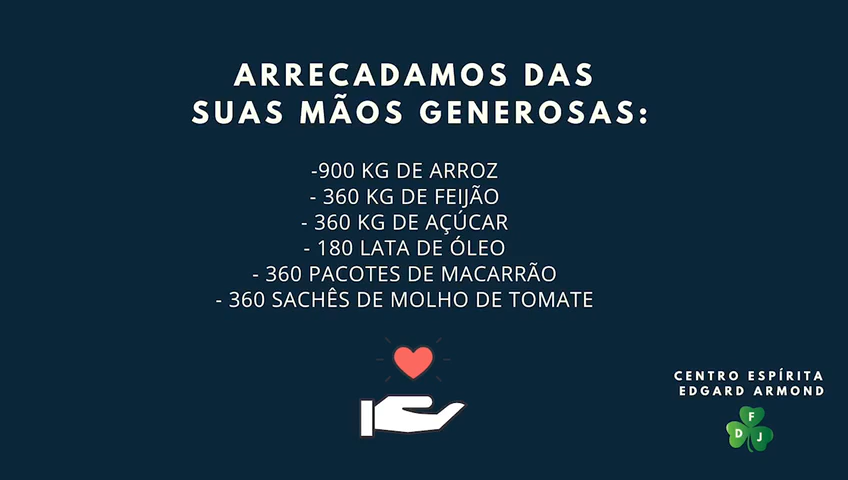 ARRECADAMOS DAS
SUAS MÃOS GENEROSAS:
-900 KG DE ARROZ
- 360 KG DE FEIJÃO
- 360 KG DE AÇÚCAR
- 180 LATA DE ÓLEO
- 360 PACOTES DE MACARRÃO
- 360 SACHÊS DE MOLHO DE TOMATE
CENTRO ESPÍRITA
EDGARD ARMOND
F
D J